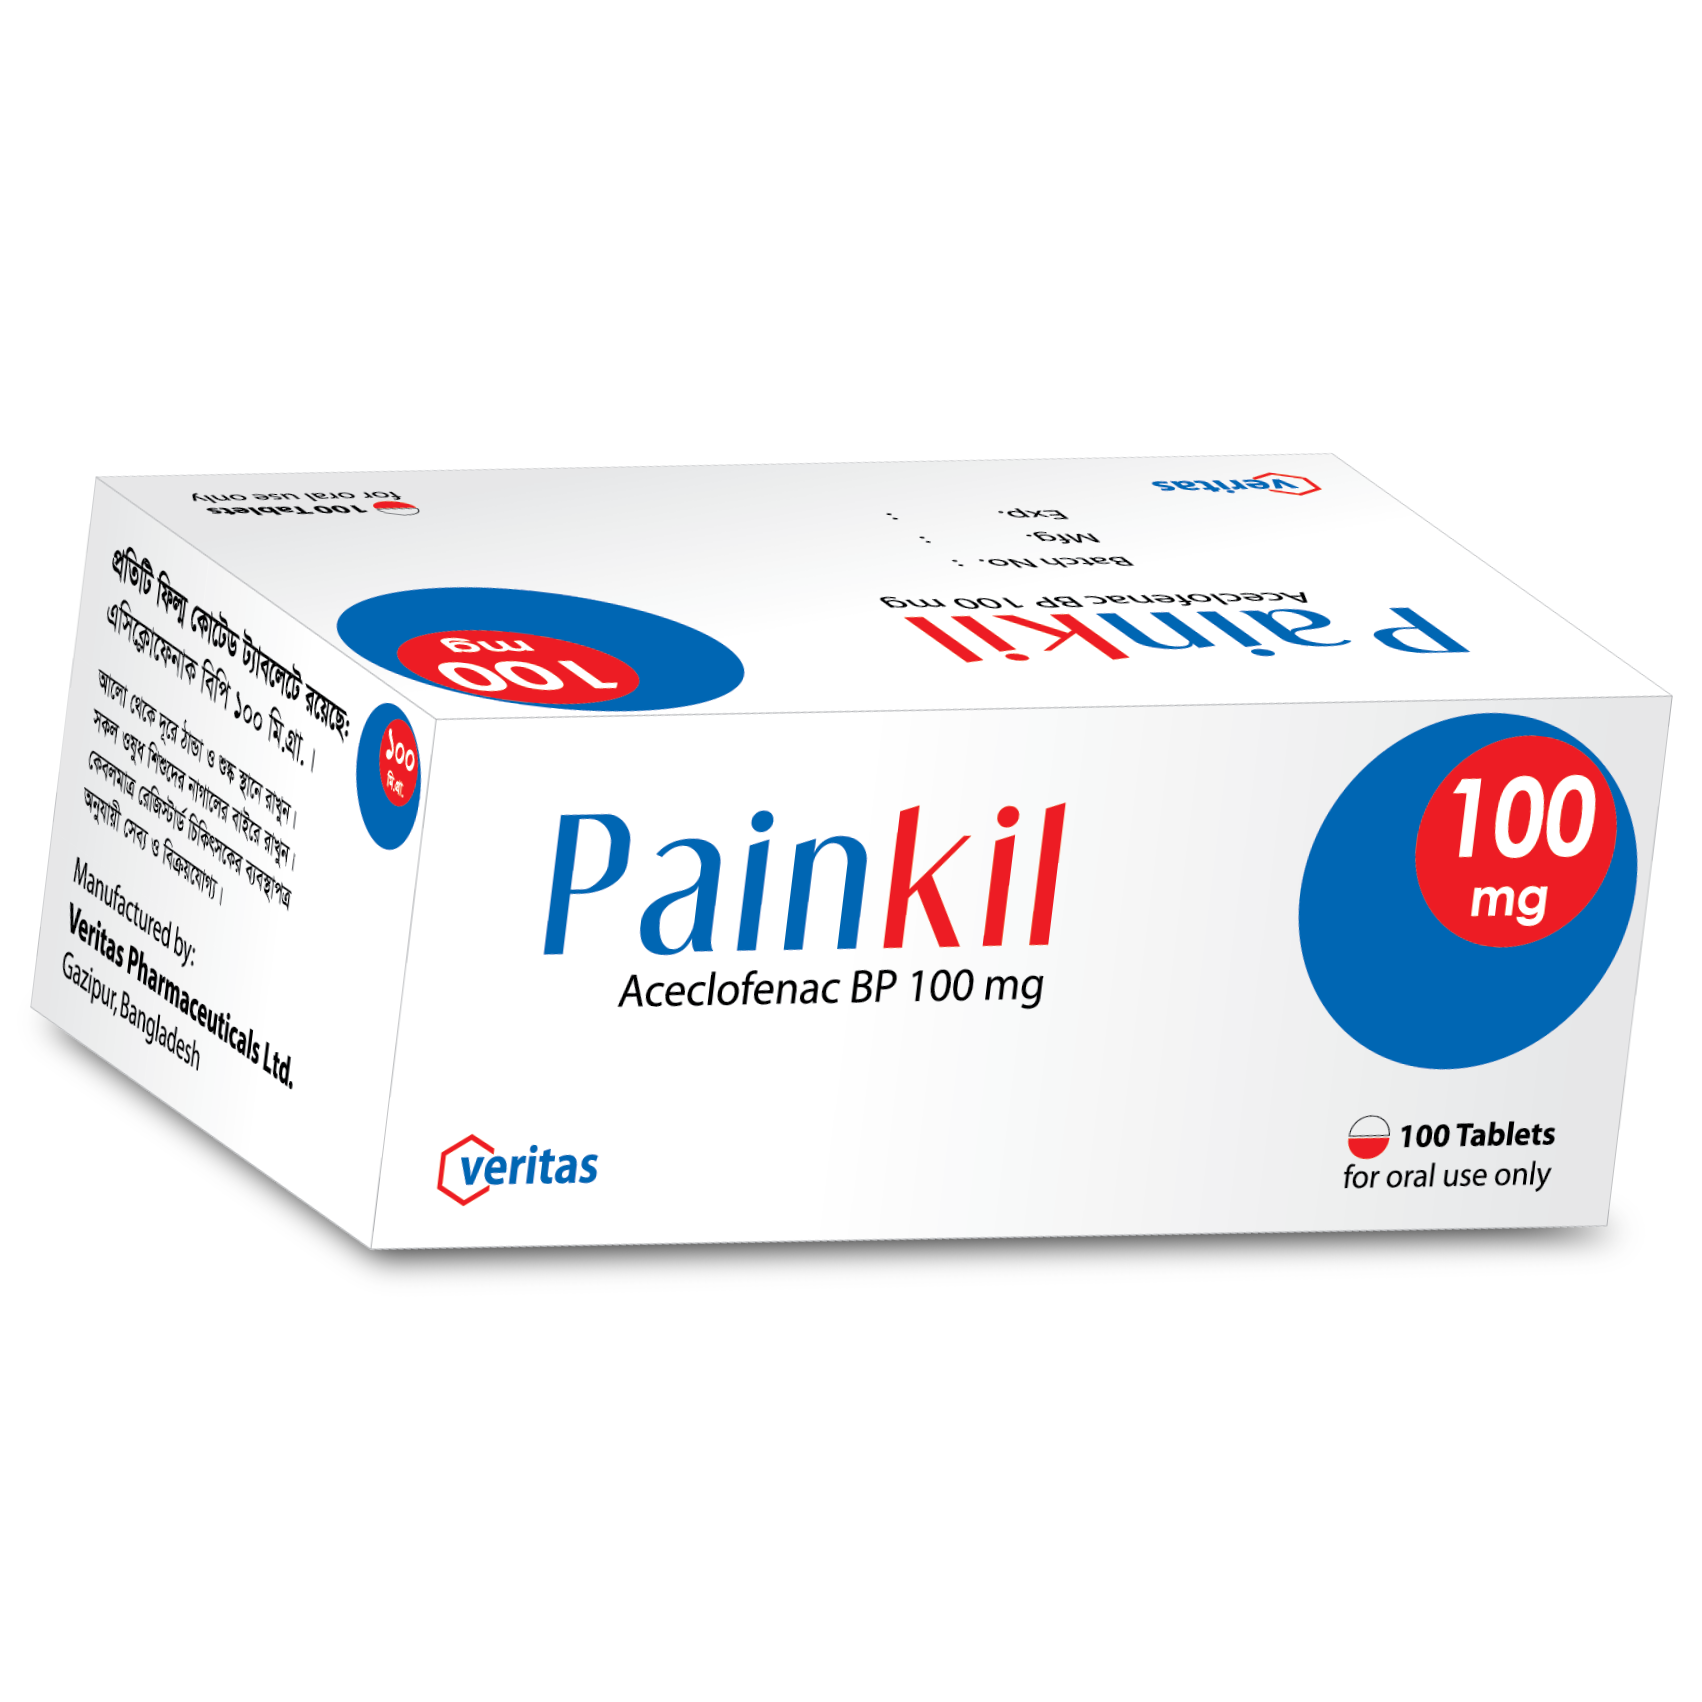 veritas
Exp. :
Mfg. :
Batch No. :
Aceclofenac BP 100 mg
Painkil
100
mg
100 Tablets
for oral use only
প্রতিটি ফিল্ম কোটেড ট্যাবলেটে রয়েছে:
এসিক্লোফেনাক বিপি ১০০ মি.গ্রা. ।
আলো থেকে দূরে ঠান্ডা ও শুষ্ক স্থানে রাখুন।
সকল ওষুধ শিশুদের নাগালের বাইরে রাখুন।
কেবলমাত্র রেজিস্টার্ড চিকিৎসকের ব্যবস্থাপত্র
অনুযায়ী সেব্য ও বিক্রয়যোগ্য।
Manufactured by:
Veritas Pharmaceuticals Ltd.
Gazipur, Bangladesh
১০০
মি.গ্রা.
Painkil
Aceclofenac BP 100 mg
100
mg
veritas
100 Tablets
for oral use only